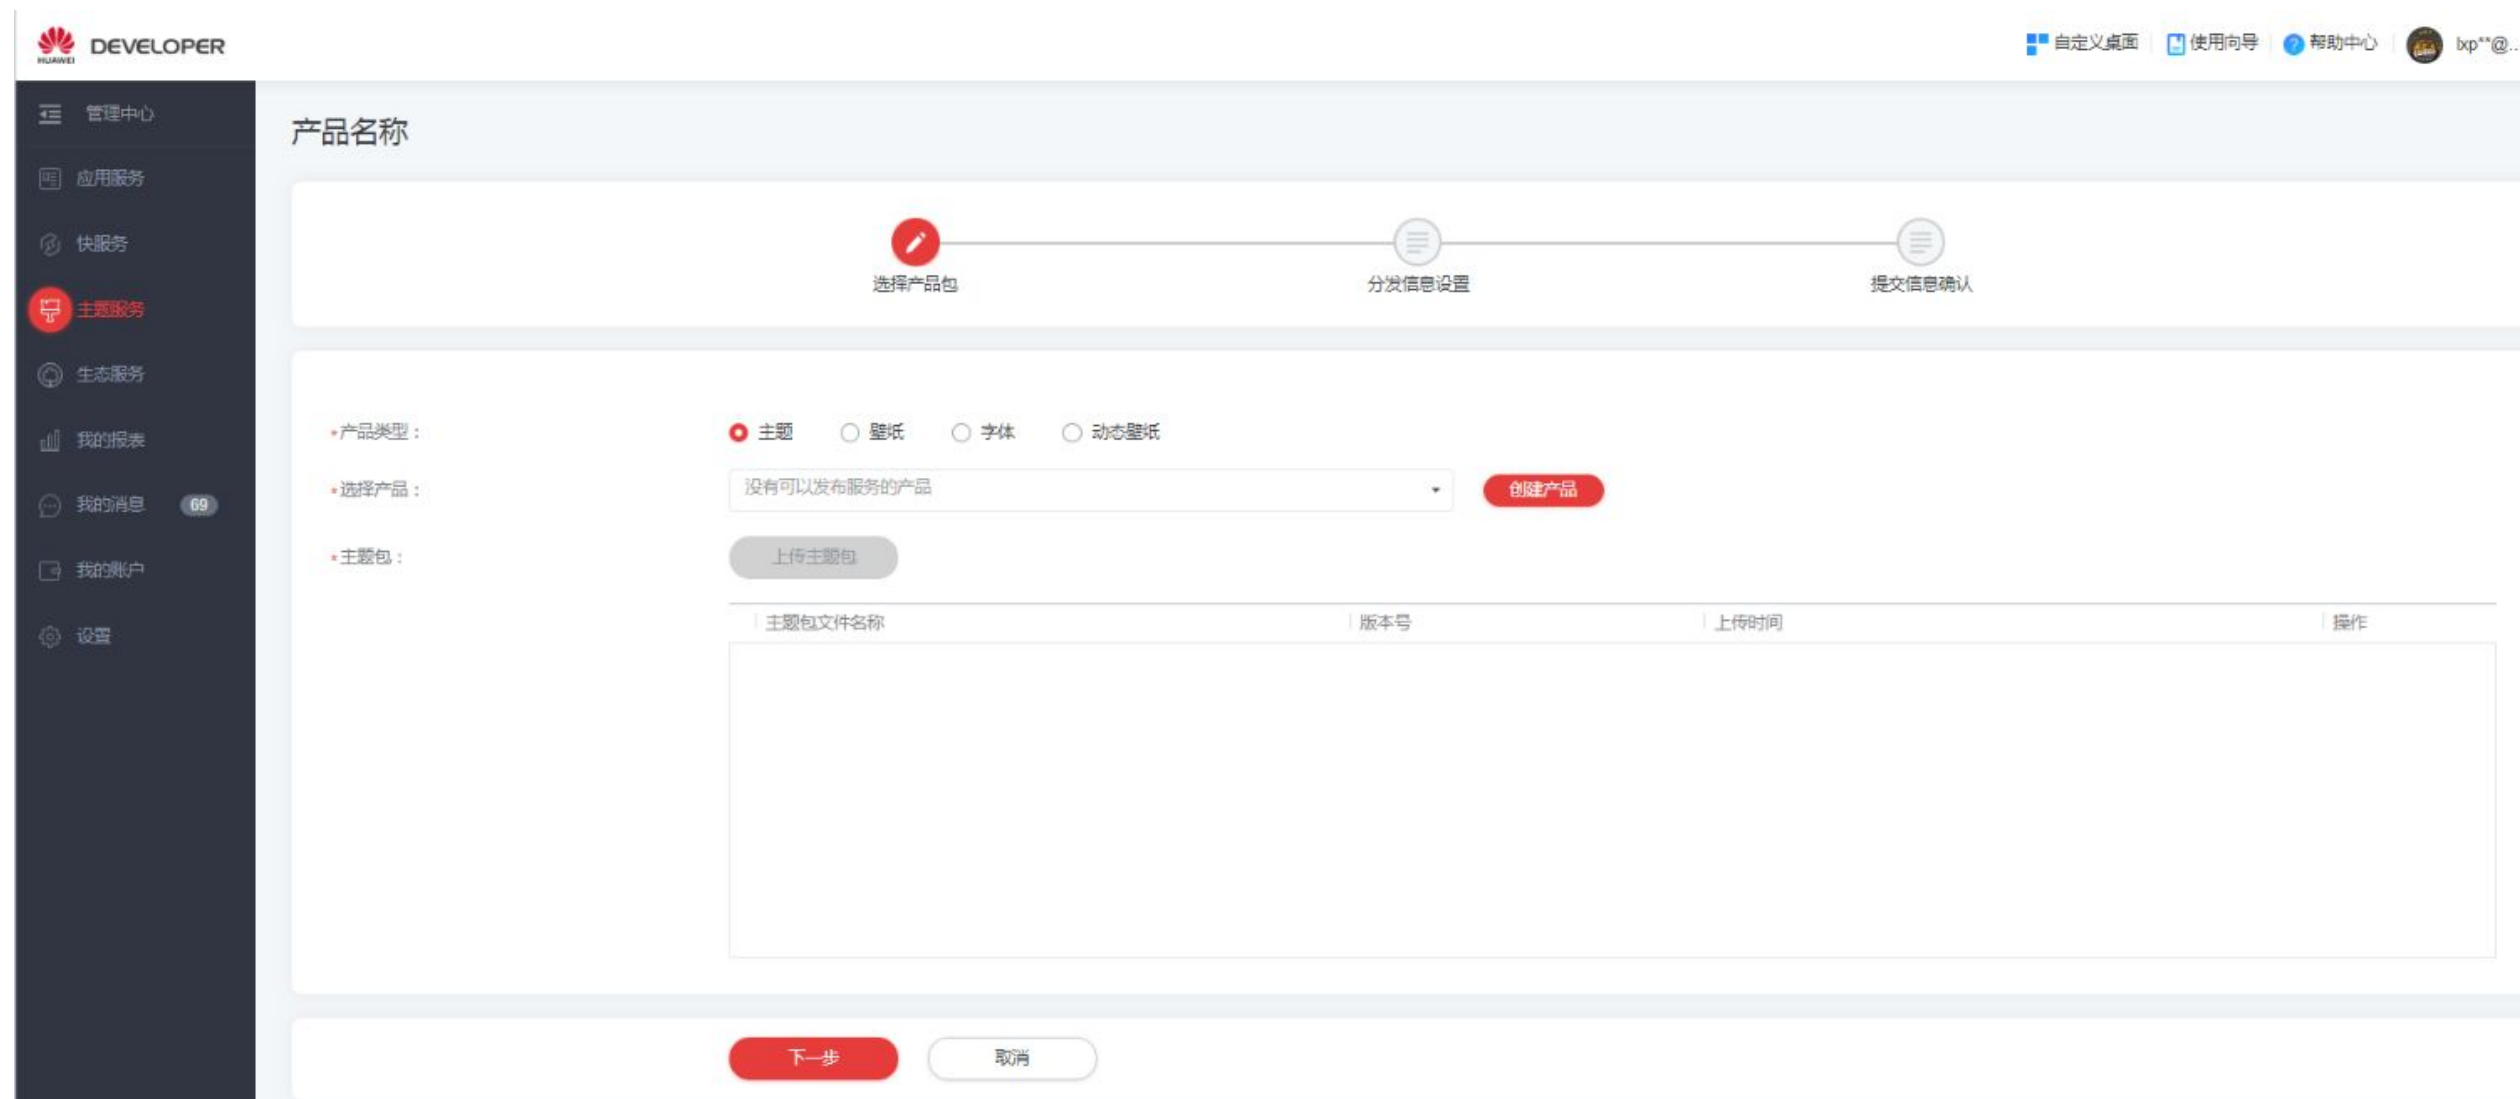 HUAWEI DEVELOPER
自定义桌面 使用向导 ? 帮助中心 lxp**@...
管理中心
应用服务
快服务
主题服务
生态服务
我的报表
我的消息 69
我的账户
设置
产品名称
选择产品包 分发信息设置 提交信息确认
*产品类型： 主题 壁纸 字体 动态壁纸
*选择产品： 没有可以发布服务的产品 创建产品
*主题包： 上传主题包
主题包文件名称 版本号 上传时间 操作
下一步 取消